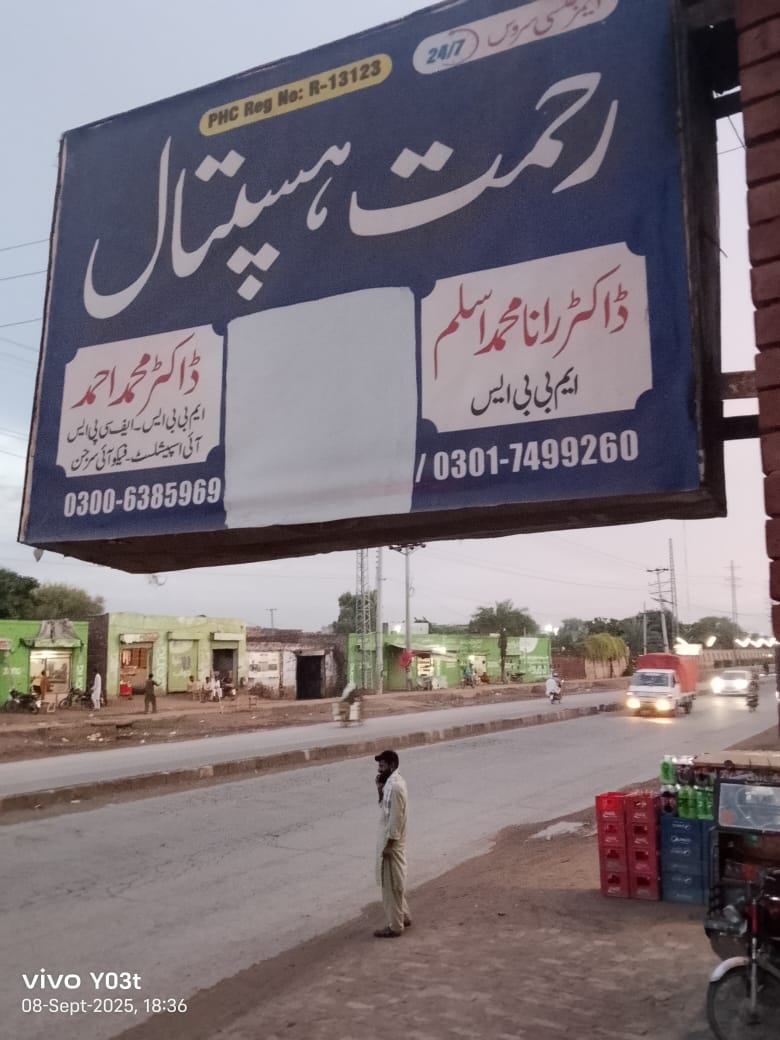 24/7 ایمرجنسی سروس
PHC Reg No: R-13123
رحمت ہسپتال
ڈاکٹر رانا محمد اسلم
ایم بی بی ایس
/ 0301-7499260
ڈاکٹر محمد احمد
ایم بی بی ایس۔ایف سی پی ایس
آئی اسپیشلسٹ۔فیکو آئی سرجن
0300-6385969
vivo Y03t
08-Sept-2025, 18:36